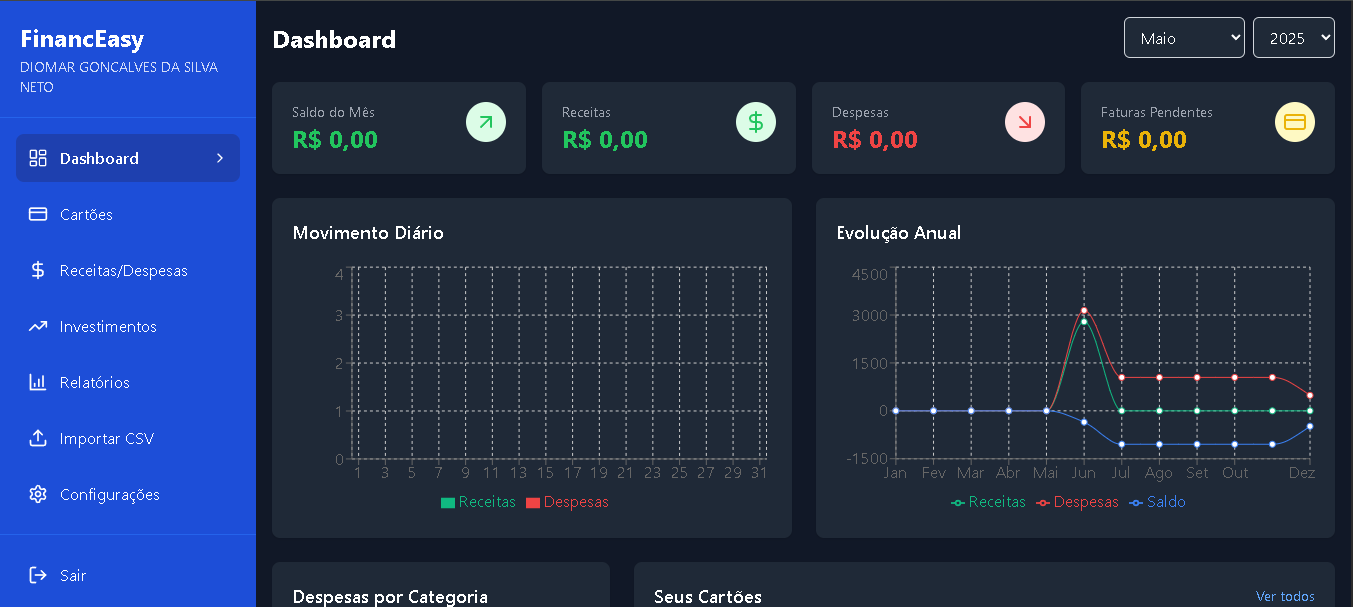 FinancEasy
DIOMAR GONCALVES DA SILVA
NETO
Dashboard
Cartões
Receitas/Despesas
Investimentos
Relatórios
Importar CSV
Configurações
Sair
Dashboard
Maio
2025
Saldo do Mês
R$ 0,00
Receitas
R$ 0,00
Despesas
R$ 0,00
Faturas Pendentes
R$ 0,00
Movimento Diário
4
3
2
1
0
1 3 5 7 9 11 13 15 17 19 21 23 25 27 29 31
Receitas Despesas
Evolução Anual
4500
3000
1500
0
-1500
Jan Fev Mar Abr Mai Jun Jul Ago Set Out Dez
Receitas Despesas Saldo
Despesas por Categoria
Seus Cartões
Ver todos